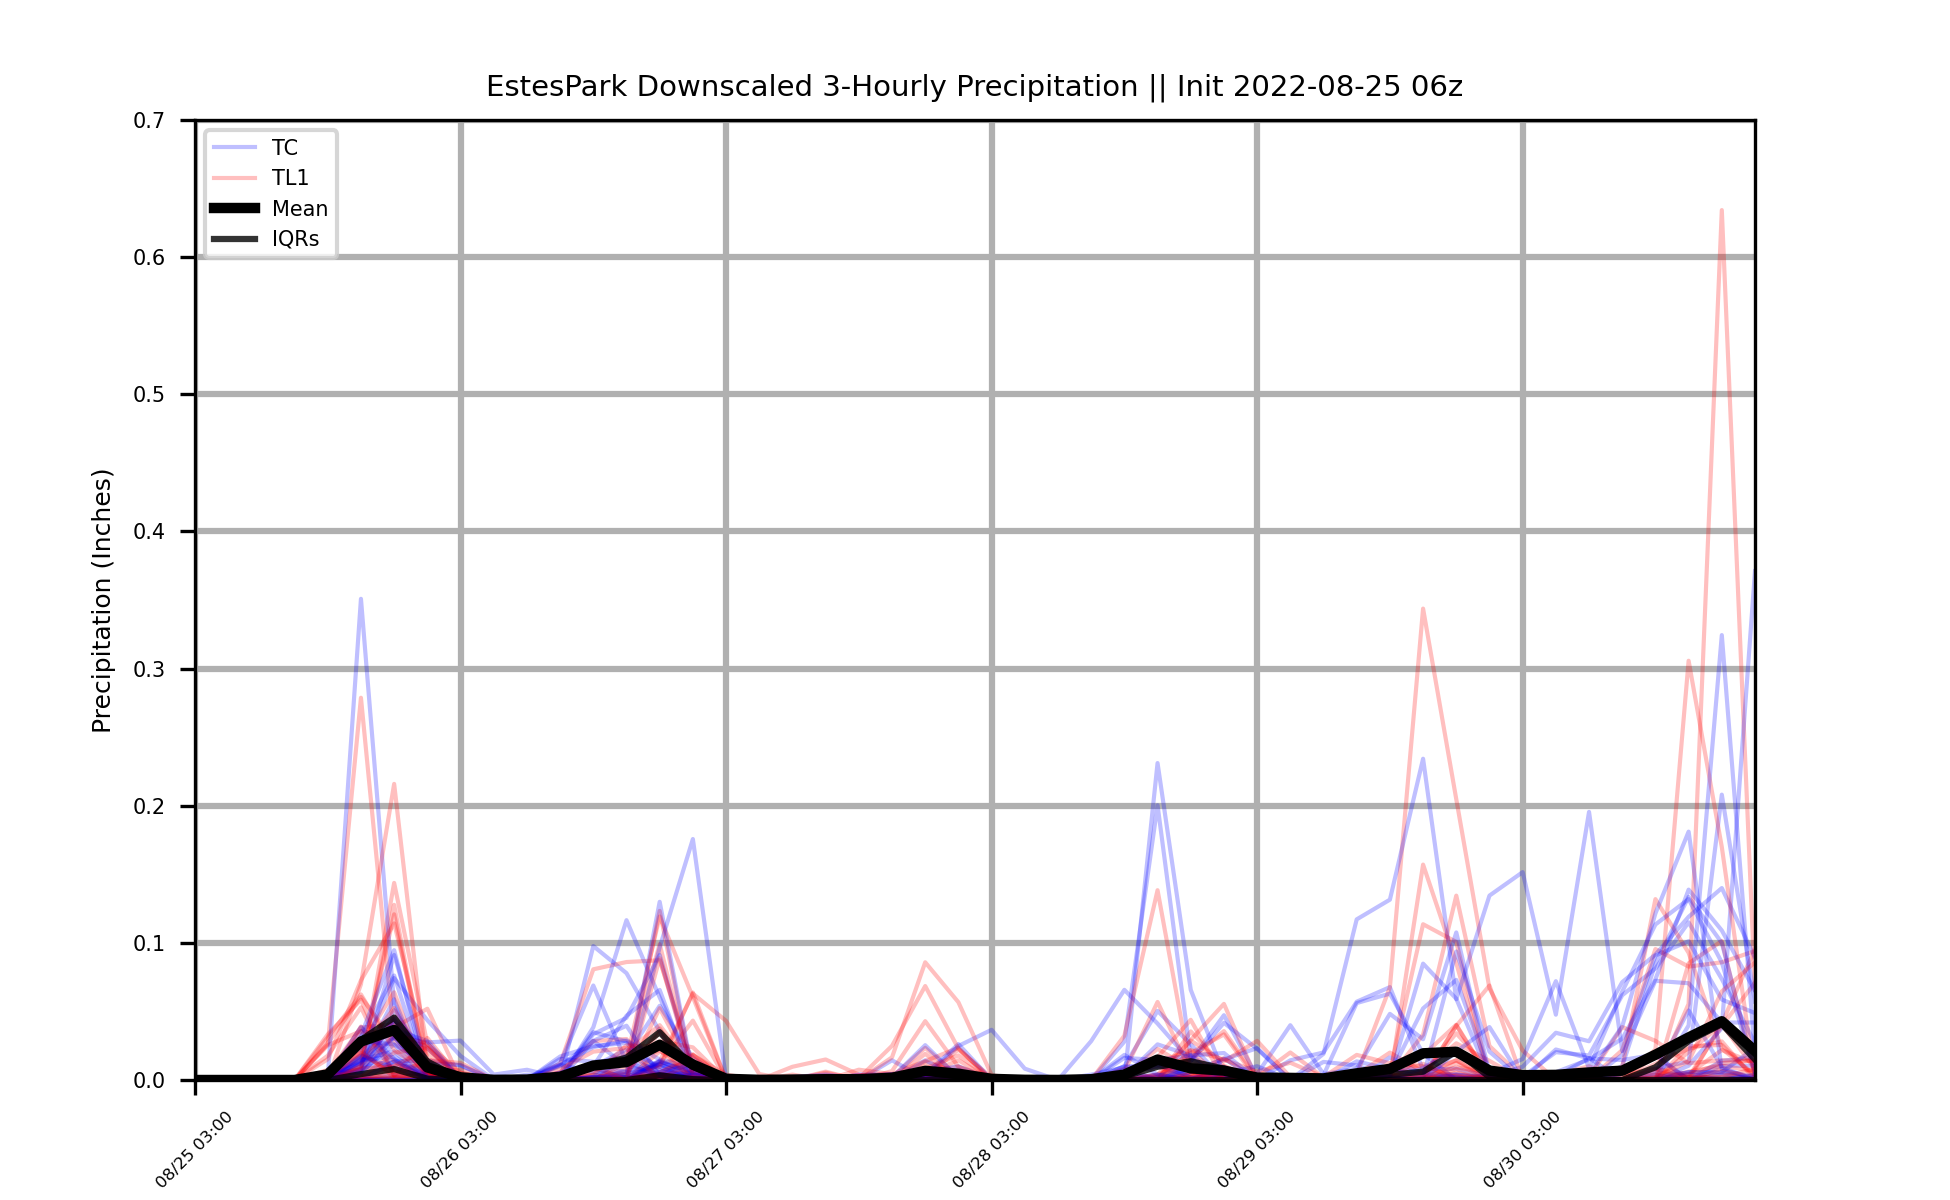 EstesPark Downscaled 3-Hourly Precipitation || Init 2022-08-25 06z
TC
TL1
Mean
IQRs
Precipitation (Inches)
0.7
0.6
0.5
0.4
0.3
0.2
0.1
0.0
08/25 03:00
08/26 03:00
08/27 03:00
08/28 03:00
08/29 03:00
08/30 03:00